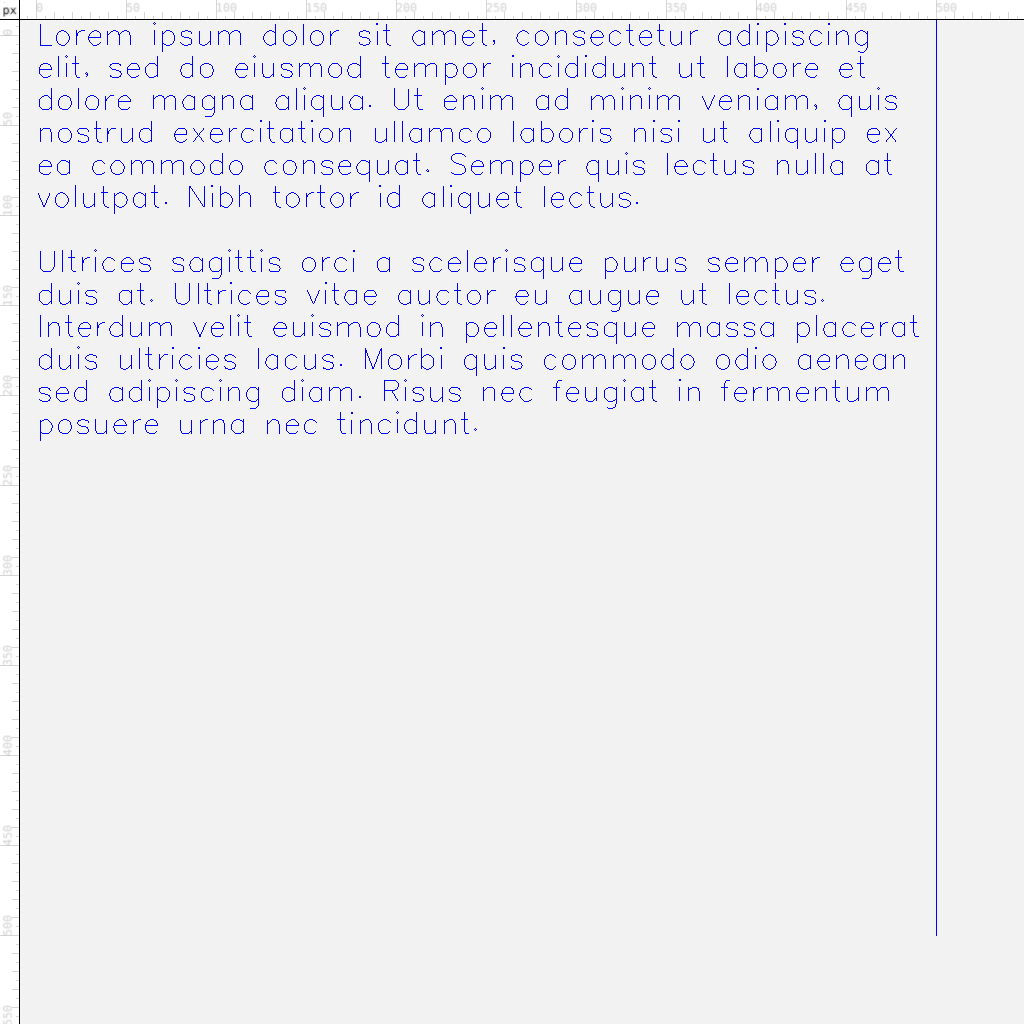 px
0 50 100 150 200 250 300 350 400 450 500
Lorem ipsum dolor sit amet, consectetur adipiscing
elit, sed do eiusmod tempor incididunt ut labore et
dolore magna aliqua. Ut enim ad minim veniam, quis
nostrud exercitation ullamco laboris nisi ut aliquip ex
ea commodo consequat. Semper quis lectus nulla at
volutpat. Nibh tortor id aliquet lectus.
Ultrices sagittis orci a scelerisque purus semper eget
duis at. Ultrices vitae auctor eu augue ut lectus.
Interdum velit euismod in pellentesque massa placerat
duis ultricies lacus. Morbi quis commodo odio aenean
sed adipiscing diam. Risus nec feugiat in fermentum
posuere urna nec tincidunt.
0
50
100
150
200
250
300
350
400
450
500
550